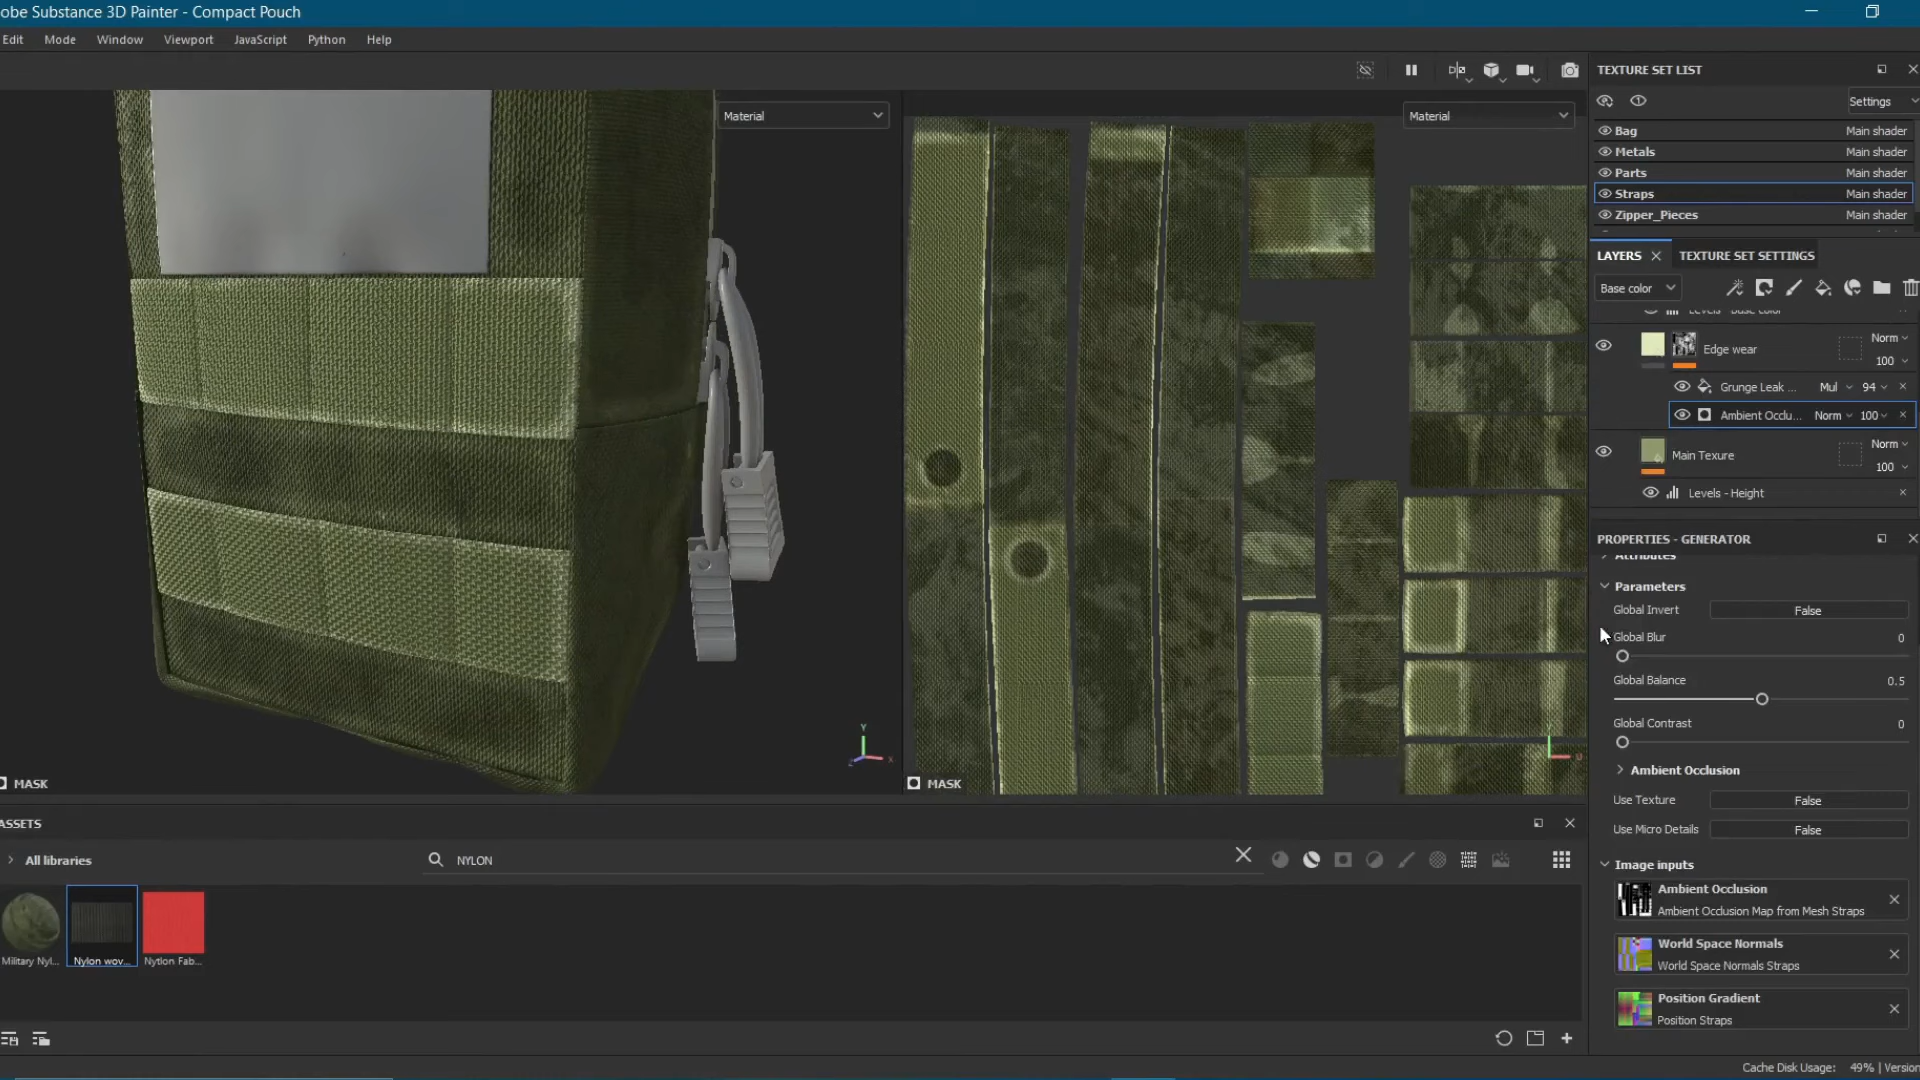 obe Substance 3D Painter - Compact Pouch
Edit Mode Window Viewport JavaScript Python Help
Material
Material
MASK
MASK
TEXTURE SET LIST
Settings
Bag Main shader
Metals Main shader
Parts Main shader
Straps Main shader
Zipper_Pieces Main shader
LAYERS TEXTURE SET SETTINGS
Base color
Levels - Base color
Edge wear Norm
100
Grunge Leak ... Mul 94
Ambient Occlu... Norm 100
Main Texure Norm
100
Levels - Height
PROPERTIES - GENERATOR
Attributes
Parameters
Global Invert False
Global Blur 0
Global Balance 0.5
Global Contrast 0
Ambient Occlusion
Use Texture False
Use Micro Details False
Image inputs
Ambient Occlusion
Ambient Occlusion Map from Mesh Straps
World Space Normals
World Space Normals Straps
Position Gradient
Position Straps
ASSETS
All libraries
NYLON
Military Nyl... Nylon wov... Nytlon Fab...
Cache Disk Usage: 49% | Version
X
Y
Z
U